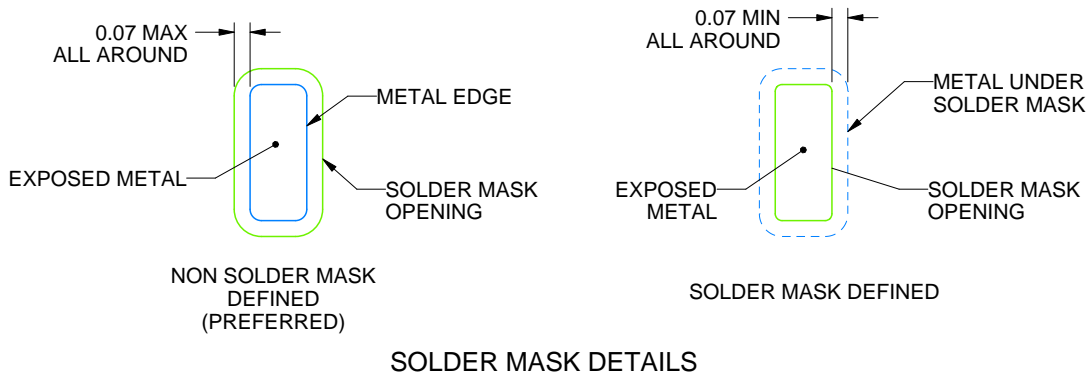 0.07 MAX
ALL AROUND
METAL EDGE
EXPOSED METAL
SOLDER MASK
OPENING
NON SOLDER MASK
DEFINED
(PREFERRED)
0.07 MIN
ALL AROUND
METAL UNDER
SOLDER MASK
EXPOSED
METAL
SOLDER MASK
OPENING
SOLDER MASK DEFINED
SOLDER MASK DETAILS